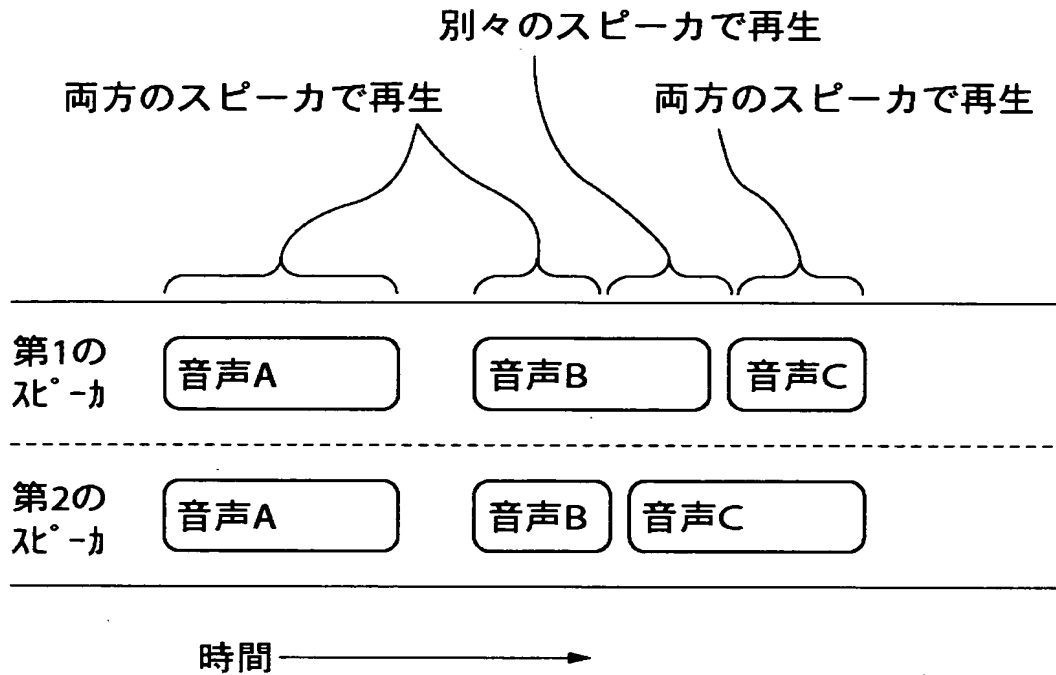 別々のスピーカで再生
両方のスピーカで再生
両方のスピーカで再生
第1の
ｽﾋﾟｰｶ
音声A
音声B
音声C
第2の
ｽﾋﾟｰｶ
音声A
音声B
音声C
時間